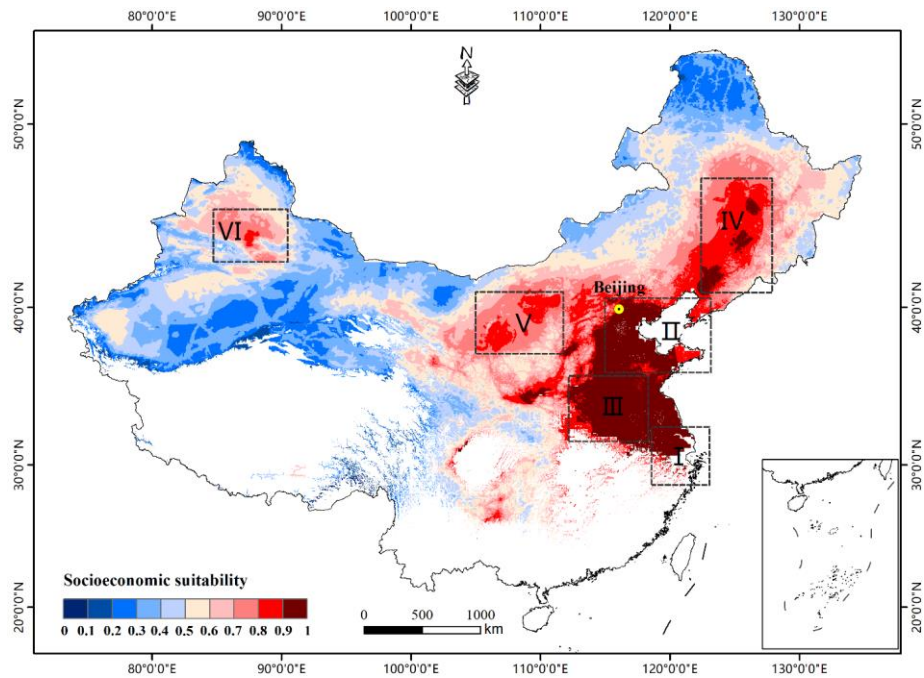 80°0'0"E 90°0'0"E 100°0'0"E 110°0'0"E 120°0'0"E 130°0'0"E
N
50°0'0"N 50°0'0"N
IV
VI
40°0'0"N Beijing 40°0'0"N
V II
III
I
30°0'0"N 30°0'0"N
Socioeconomic suitability
0 0.1 0.2 0.3 0.4 0.5 0.6 0.7 0.8 0.9 1
0 500 1000
km
20°0'0"N 20°0'0"N
80°0'0"E 90°0'0"E 100°0'0"E 110°0'0"E 120°0'0"E 130°0'0"E